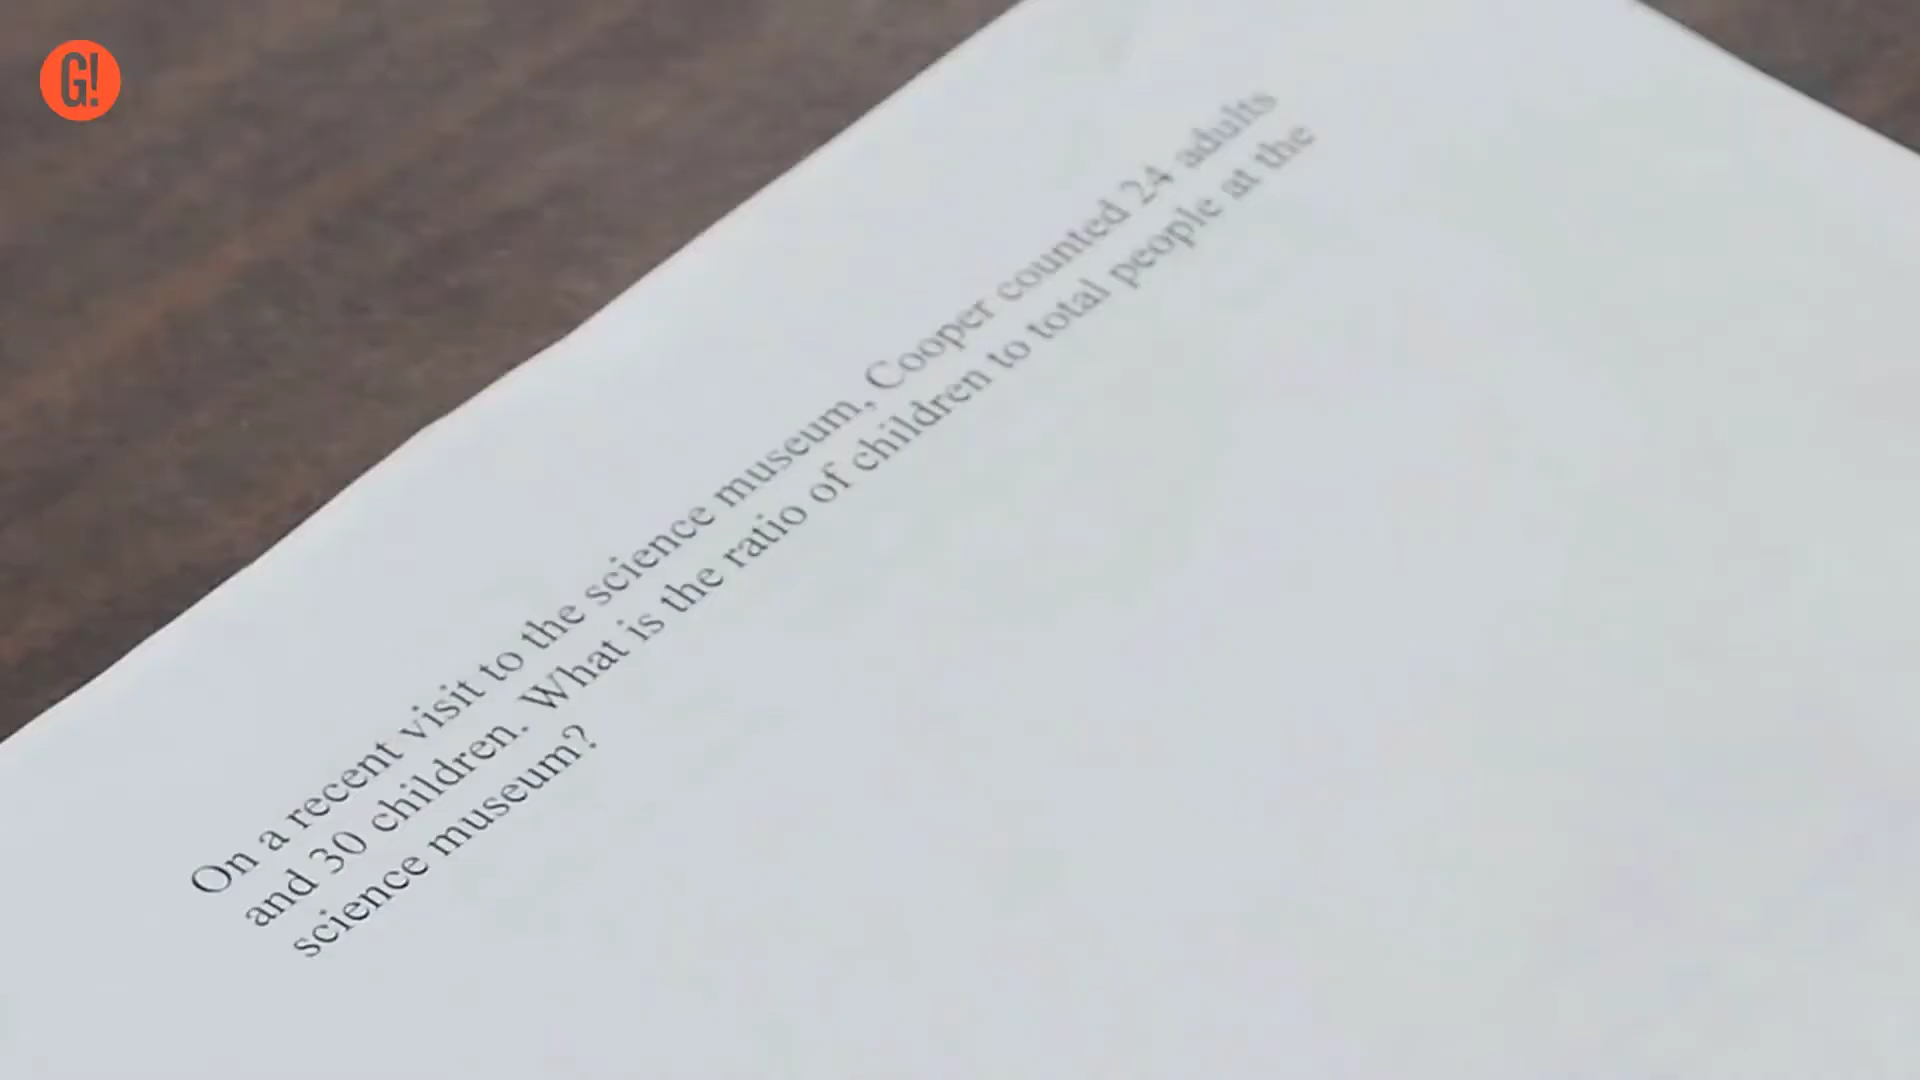 G!
On a recent visit to the science museum, Cooper counted 24 adults
and 30 children. What is the ratio of children to total people at the
science museum?